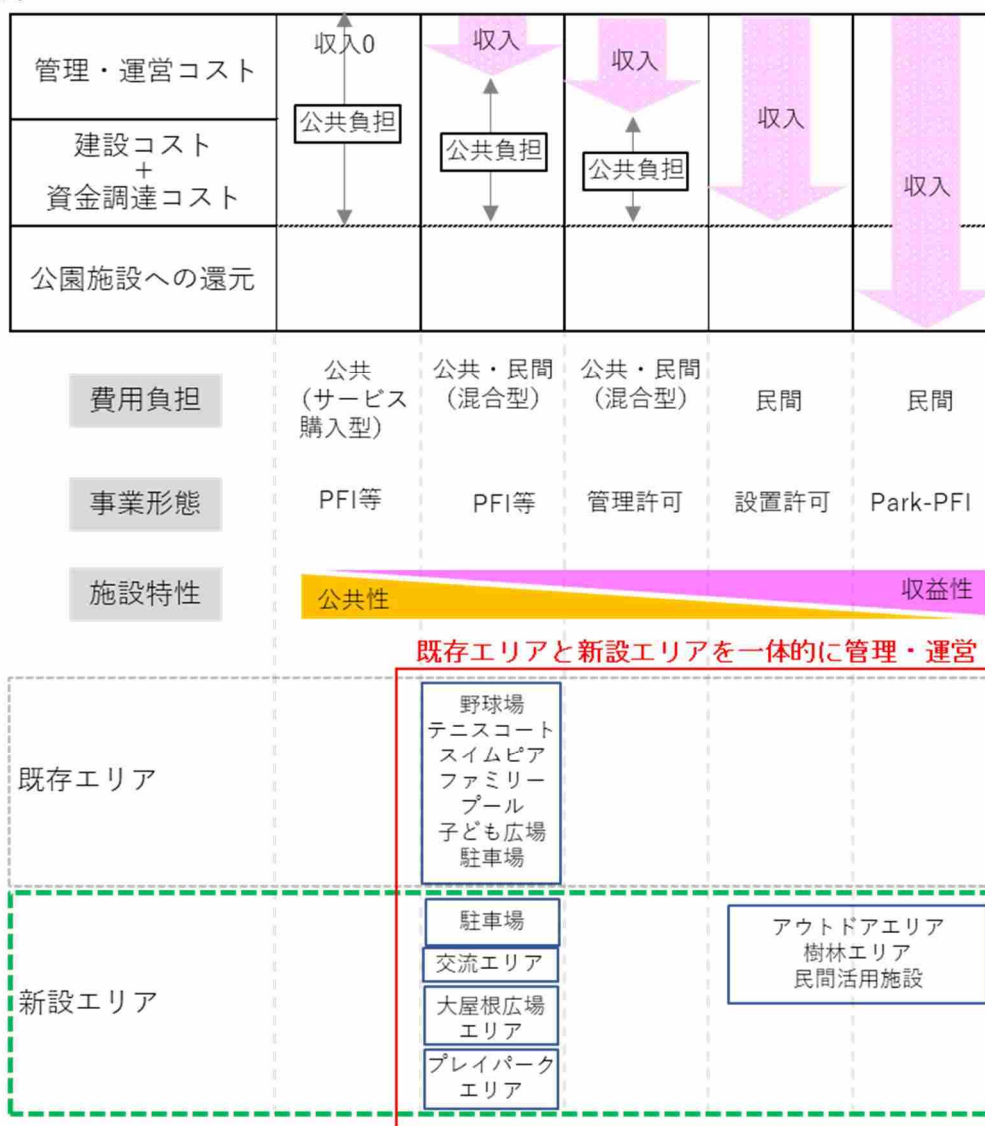 管理・運営コスト
収入0
収入
収入
収入
収入
公共負担
公共負担
公共負担
建設コスト
+
資金調達コスト
公園施設への還元
費用負担
公共
(サービス
購入型)
公共・民間
(混合型)
公共・民間
(混合型)
民間
民間
事業形態
PFI等
PFI等
管理許可
設置許可
Park-PFI
施設特性
公共性
収益性
既存エリアと新設エリアを一体的に管理・運営
既存エリア
野球場
テニスコート
スイムピア
ファミリー
プール
子ども広場
駐車場
新設エリア
駐車場
交流エリア
大屋根広場
エリア
プレイパーク
エリア
アウトドアエリア
樹林エリア
民間活用施設